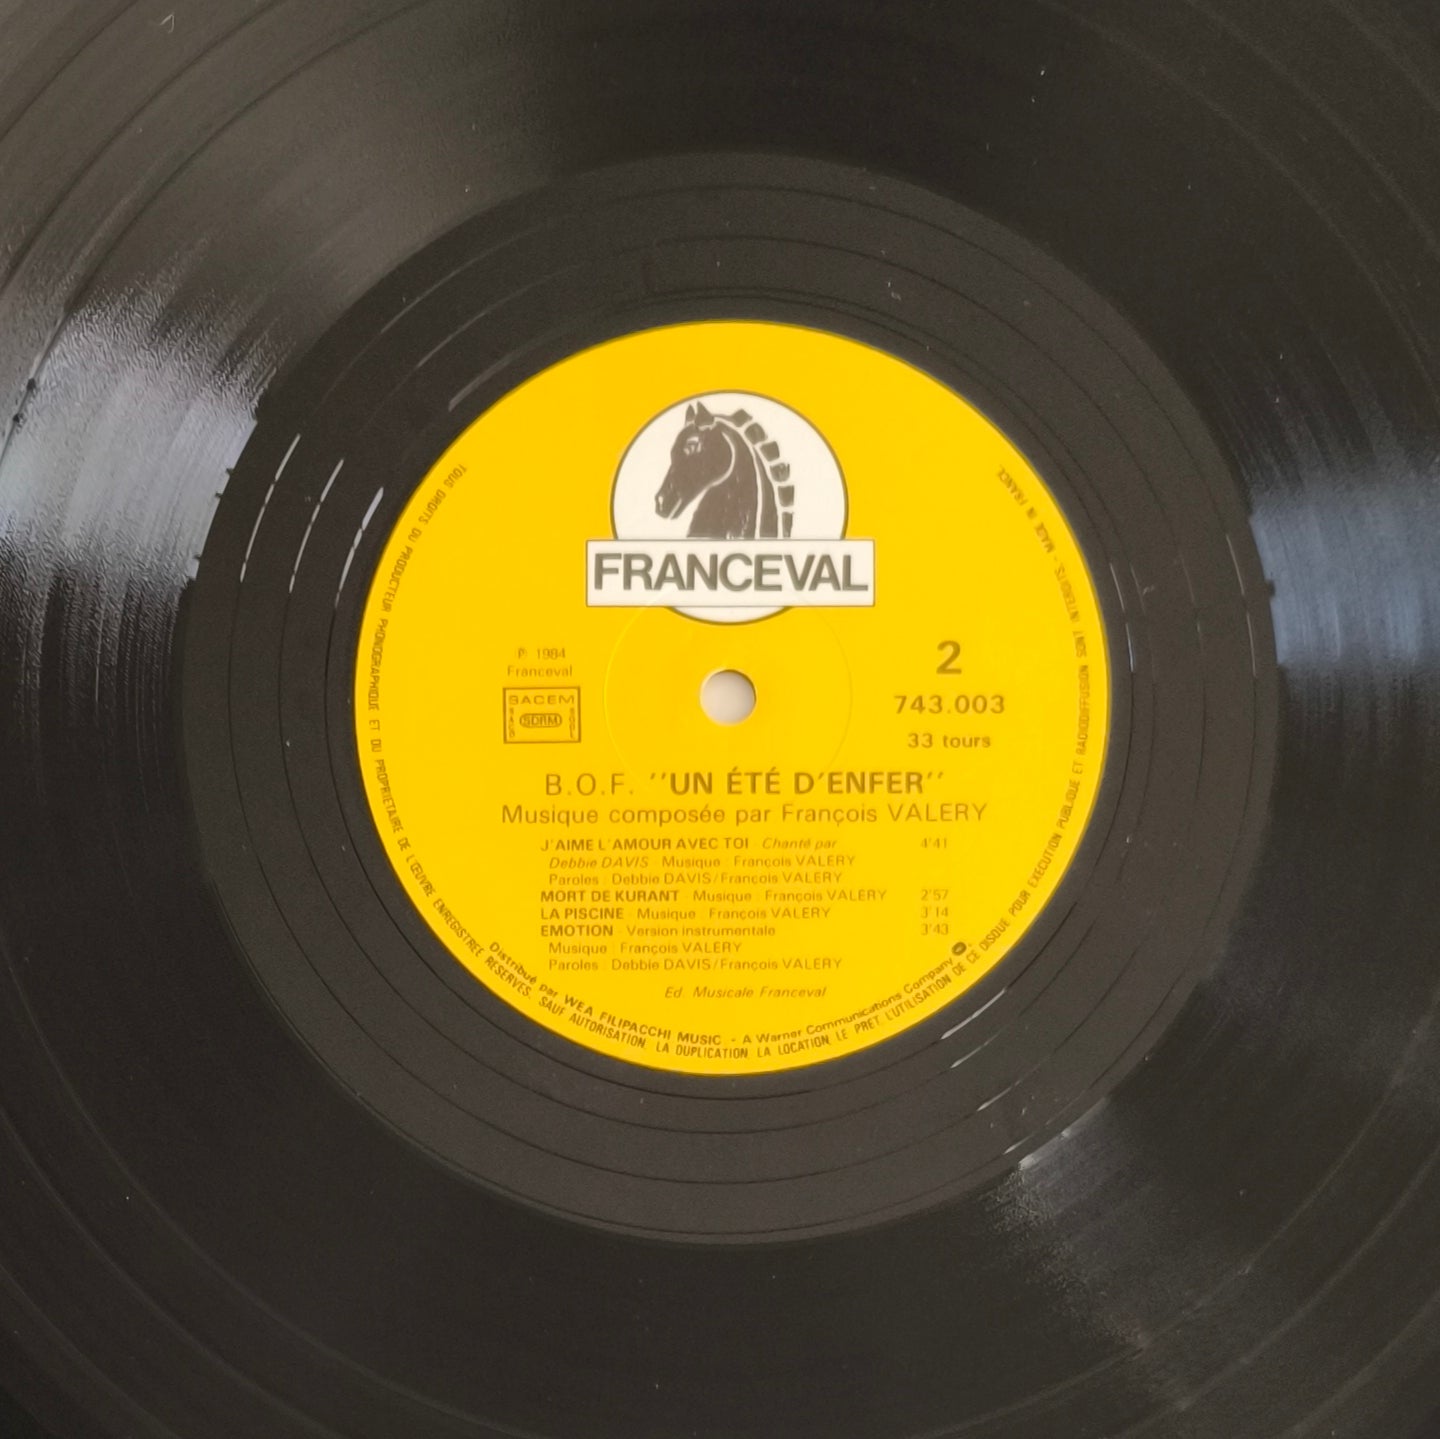 FRANCEVAL
℗ 1984
Franceval
SACEM
SACD SDRM SGDL
2
743.003
33 tours
B.O.F. ''UN ÉTÉ D'ENFER''
Musique composée par François VALERY
J'AIME L'AMOUR AVEC TOI - Chanté par 4'41
Debbie DAVIS - Musique : François VALERY
Paroles : Debbie DAVIS/François VALERY
MORT DE KURANT - Musique : François VALERY 2'57
LA PISCINE - Musique : François VALERY 3'14
EMOTION - Version instrumentale 3'43
Musique : François VALERY
Paroles : Debbie DAVIS/François VALERY
Ed. Musicale Franceval
Distribué par WEA FILIPACCHI MUSIC - A Warner Communications Company
TOUS DROITS DU PRODUCTEUR PHONOGRAPHIQUE ET DU PROPRIETAIRE DE L'ŒUVRE ENREGISTREE RESERVES. SAUF AUTORISATION, LA DUPLICATION, LA LOCATION, LE PRET, L'UTILISATION DE CE DISQUE POUR EXECUTION PUBLIQUE ET RADIODIFFUSION SONT INTERDITS. - MADE IN FRANCE.